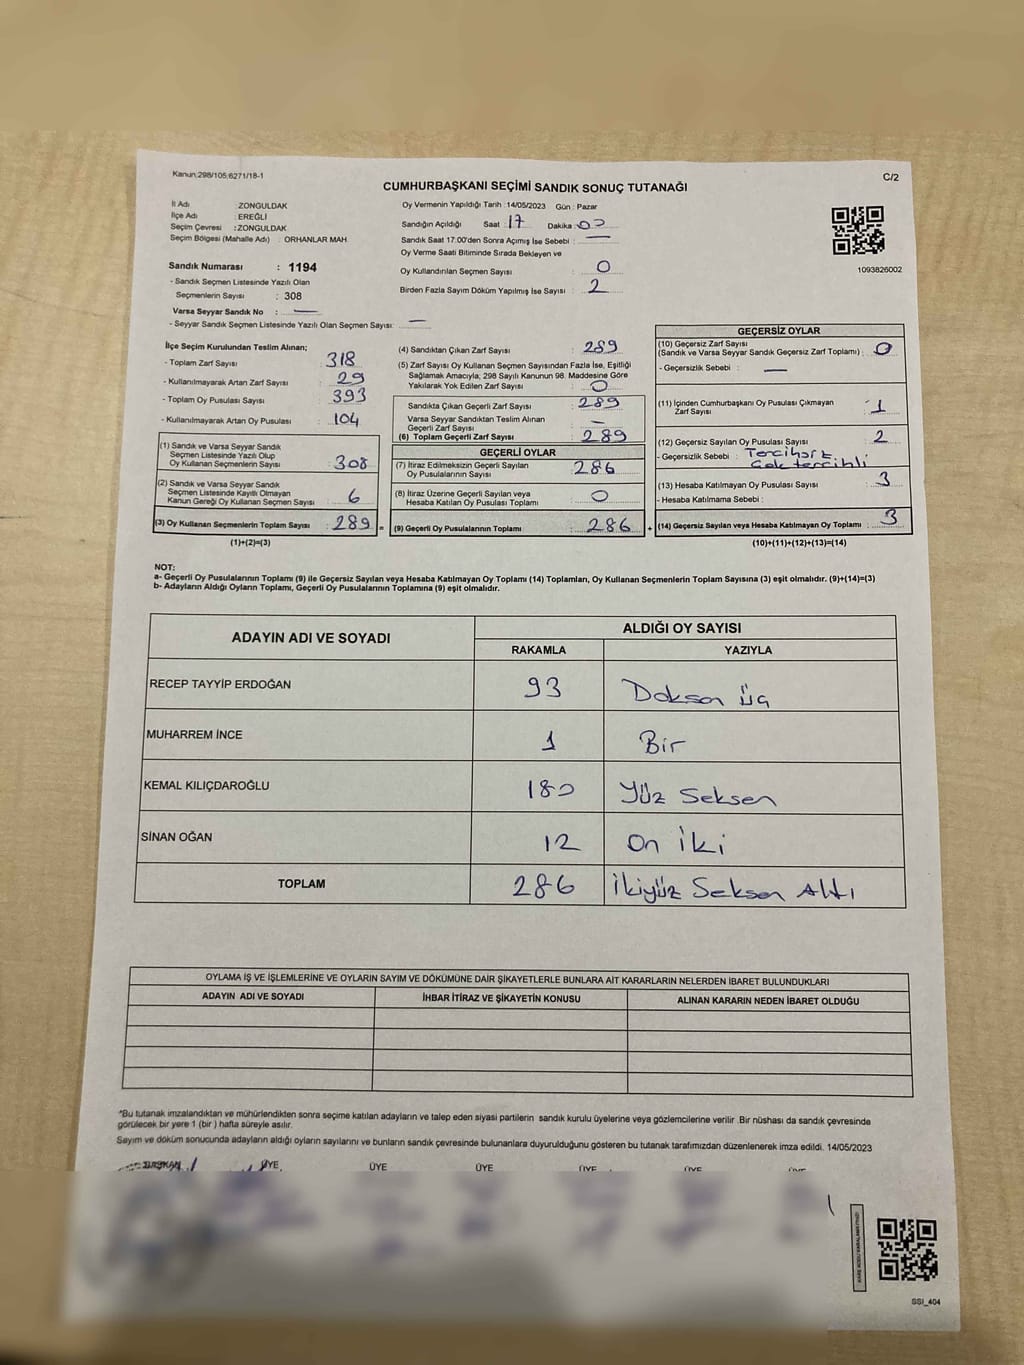 Kanun:298/105;6271/18-1
C/2
CUMHURBAŞKANI SEÇİMİ SANDIK SONUÇ TUTANAĞI
İl Adı : ZONGULDAK
İlçe Adı : EREĞLİ
Seçim Çevresi : ZONGULDAK
Seçim Bölgesi (Mahalle Adı) : ORHANLAR MAH.
Sandık Numarası : 1194
- Sandık Seçmen Listesinde Yazılı Olan
Seçmenlerin Sayısı : 308
Varsa Seyyar Sandık No : —
- Seyyar Sandık Seçmen Listesinde Yazılı Olan Seçmen Sayısı: —
Oy Vermenin Yapıldığı Tarih :14/05/2023 Gün : Pazar
Sandığın Açıldığı Saat :17 Dakika :00
Sandık Saat 17:00'den Sonra Açımış İse Sebebi : —
Oy Verme Saati Bitiminde Sırada Bekleyen ve
Oy Kullandırılan Seçmen Sayısı : 0
Birden Fazla Sayım Döküm Yapılmış İse Sayısı : 2
1093826002
İlçe Seçim Kurulundan Teslim Alınan;
- Toplam Zarf Sayısı : 318
- Kullanılmayarak Artan Zarf Sayısı : 29
- Toplam Oy Pusulası Sayısı : 393
- Kullanılmayarak Artan Oy Pusulası : 104
(1) Sandık ve Varsa Seyyar Sandık
Seçmen Listesinde Yazılı Olup
Oy Kullanan Seçmenlerin Sayısı : 308
(2) Sandık ve Varsa Seyyar Sandık
Seçmen Listesinde Kayıtlı Olmayan
Kanun Gereği Oy Kullanan Seçmen Sayısı : 6
(3) Oy Kullanan Seçmenlerin Toplam Sayısı : 289 =
(1)+(2)=(3)
(4) Sandıktan Çıkan Zarf Sayısı : 289
(5) Zarf Sayısı Oy Kullanan Seçmen Sayısından Fazla İse, Eşitliği
Sağlamak Amacıyla, 298 Sayılı Kanunun 98. Maddesine Göre
Yakılarak Yok Edilen Zarf Sayısı : 0
Sandıkta Çıkan Geçerli Zarf Sayısı : 289
Varsa Seyyar Sandıktan Teslim Alınan
Geçerli Zarf Sayısı : —
(6) Toplam Geçerli Zarf Sayısı : 289
GEÇERLİ OYLAR
(7) İtiraz Edilmeksizin Geçerli Sayılan
Oy Pusulalarının Sayısı : 286
(8) İtiraz Üzerine Geçerli Sayılan veya
Hesaba Katılan Oy Pusulası Toplamı : 0
(9) Geçerli Oy Pusulalarının Toplamı : 286 +
GEÇERSİZ OYLAR
(10) Geçersiz Zarf Sayısı
(Sandık ve Varsa Seyyar Sandık Geçersiz Zarf Toplamı) : 0
- Geçersizlik Sebebi : —
(11) İçinden Cumhurbaşkanı Oy Pusulası Çıkmayan
Zarf Sayısı : 1
(12) Geçersiz Sayılan Oy Pusulası Sayısı : 2
- Geçersizlik Sebebi :
Çok tercihli
(13) Hesaba Katılmayan Oy Pusulası Sayısı : 3
- Hesaba Katılmama Sebebi :
(14) Geçersiz Sayılan veya Hesaba Katılmayan Oy Toplamı : 3
(10)+(11)+(12)+(13)=(14)
NOT:
a- Geçerli Oy Pusulalarının Toplamı (9) ile Geçersiz Sayılan veya Hesaba Katılmayan Oy Toplamı (14) Toplamları, Oy Kullanan Seçmenlerin Toplam Sayısına (3) eşit olmalıdır. (9)+(14)=(3)
b- Adayların Aldığı Oyların Toplamı, Geçerli Oy Pusulalarının Toplamına (9) eşit olmalıdır.
ADAYIN ADI VE SOYADI
ALDIĞI OY SAYISI
RAKAMLA YAZIYLA
RECEP TAYYİP ERDOĞAN 93 Doksan üç
MUHARREM İNCE 1 Bir
KEMAL KILIÇDAROĞLU 180 Yüz Seksen
SİNAN OĞAN 12 On iki
TOPLAM 286 İkiyüz Seksen Altı
OYLAMA İŞ VE İŞLEMLERİNE VE OYLARIN SAYIM VE DÖKÜMÜNE DAİR ŞİKAYETLERLE BUNLARA AİT KARARLARIN NELERDEN İBARET BULUNDUKLARI
ADAYIN ADI VE SOYADI İHBAR İTİRAZ VE ŞİKAYETİN KONUSU ALINAN KARARIN NEDEN İBARET OLDUĞU
*Bu tutanak imzalandıktan ve mühürlendikten sonra seçime katılan adayların ve talep eden siyasi partilerin sandık kurulu üyelerine veya gözlemcilerine verilir. Bir nüshası da sandık çevresinde
görülecek bir yere 1 (bir ) hafta süreyle asılır.
Sayım ve döküm sonucunda adayların aldığı oyların sayılarını ve bunların sandık çevresinde bulunanlara duyurulduğunu gösteren bu tutanak tarafımızdan düzenlenerek imza edildi. 14/05/2023
BAŞKAN ÜYE ÜYE ÜYE ÜYE ÜYE ÜYE
SSI_404